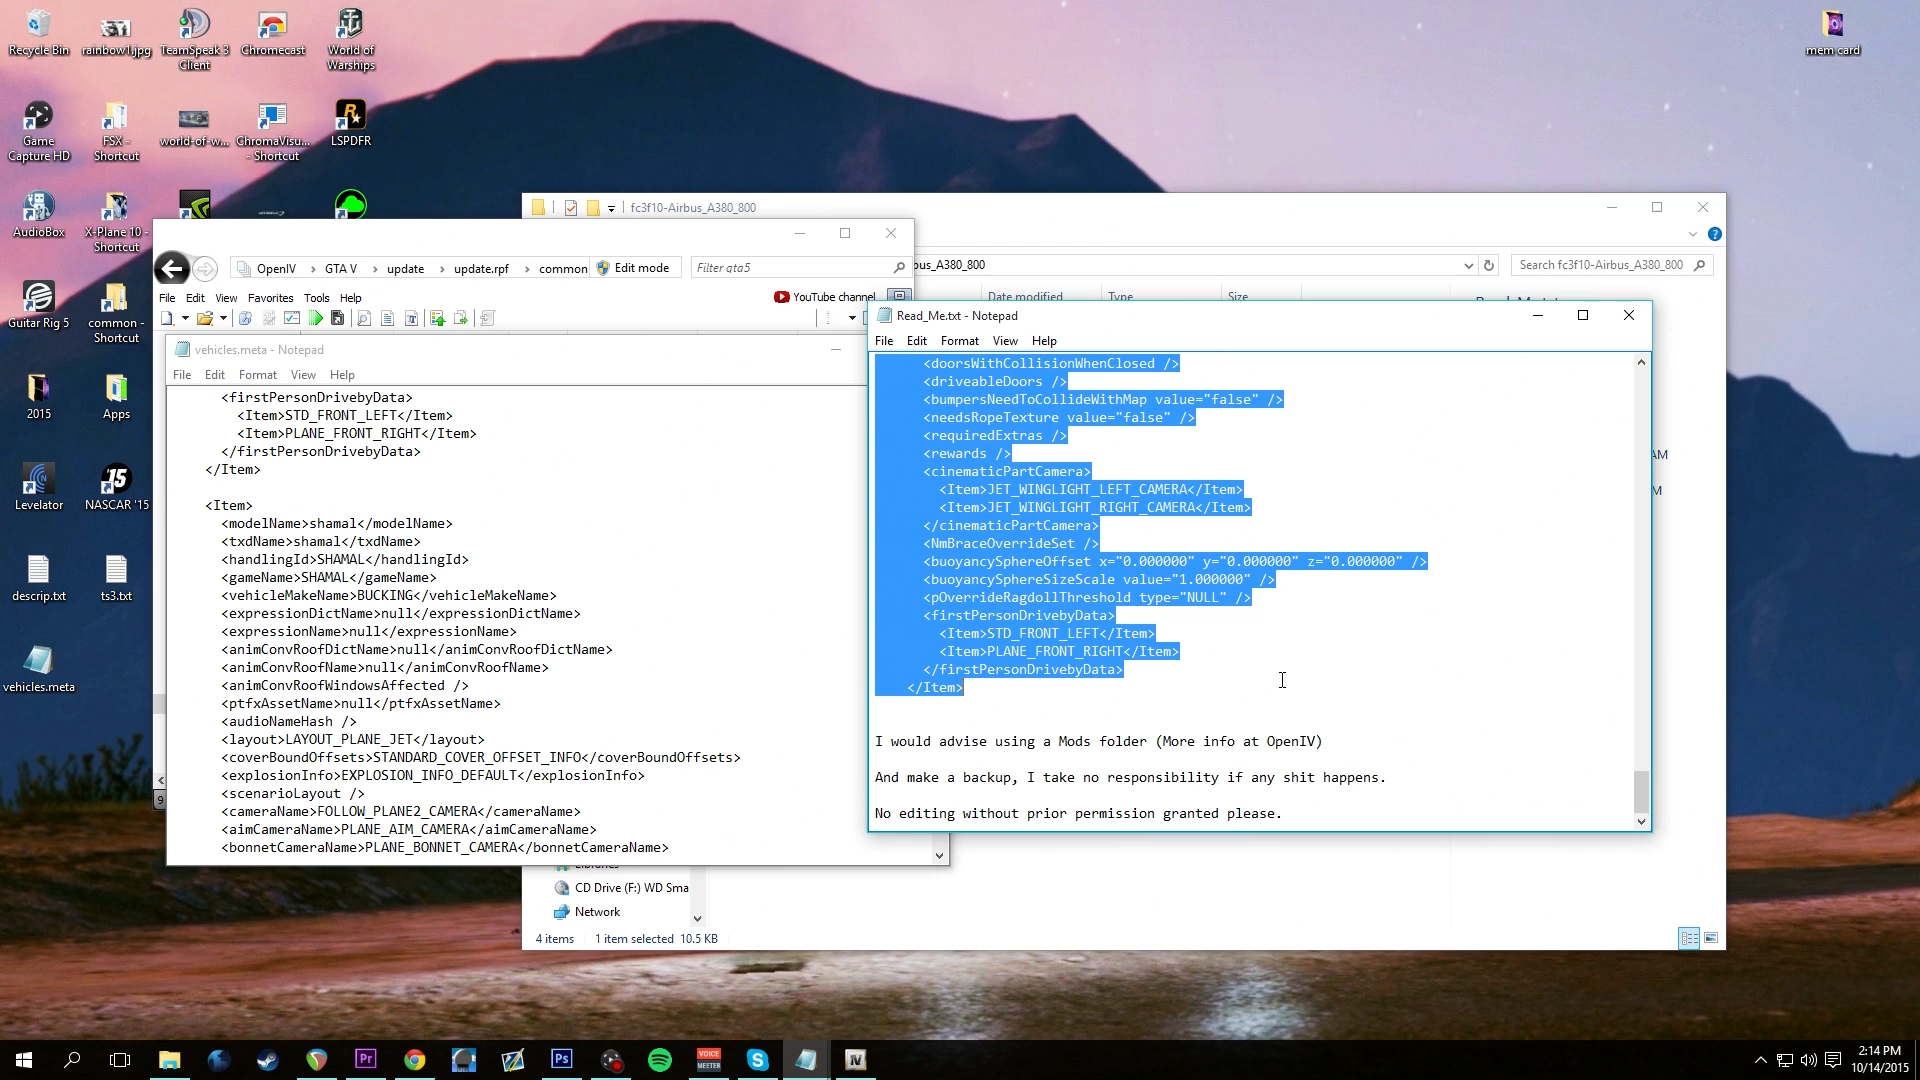 Recycle Bin
rainbow1.jpg
TeamSpeak 3 Client
Chromecast
World of Warships
mem card
Game Capture HD
FSX - Shortcut
world-of-w...
ChromaVisu... - Shortcut
LSPDFR
AudioBox
X-Plane 10 - Shortcut
Guitar Rig 5
common - Shortcut
2015
Apps
Levelator
NASCAR '15
descrip.txt
ts3.txt
vehicles.meta
fc3f10-Airbus_A380_800
bus_A380_800
Search fc3f10-Airbus_A380_800
Date modified
Type
Size
AM
M
CD Drive (F:) WD Sma
Network
4 items
1 item selected 10.5 KB
OpenIV
GTA V
update
update.rpf
common
Edit mode
Filter gta5
File Edit View Favorites Tools Help
YouTube channel
9
vehicles.meta - Notepad
File Edit Format View Help
<firstPersonDrivebyData>
<Item>STD_FRONT_LEFT</Item>
<Item>PLANE_FRONT_RIGHT</Item>
</firstPersonDrivebyData>
</Item>
<Item>
<modelName>shamal</modelName>
<txdName>shamal</txdName>
<handlingId>SHAMAL</handlingId>
<gameName>SHAMAL</gameName>
<vehicleMakeName>BUCKING</vehicleMakeName>
<expressionDictName>null</expressionDictName>
<expressionName>null</expressionName>
<animConvRoofDictName>null</animConvRoofDictName>
<animConvRoofName>null</animConvRoofName>
<animConvRoofWindowsAffected />
<ptfxAssetName>null</ptfxAssetName>
<audioNameHash />
<layout>LAYOUT_PLANE_JET</layout>
<coverBoundOffsets>STANDARD_COVER_OFFSET_INFO</coverBoundOffsets>
<explosionInfo>EXPLOSION_INFO_DEFAULT</explosionInfo>
<scenarioLayout />
<cameraName>FOLLOW_PLANE2_CAMERA</cameraName>
<aimCameraName>PLANE_AIM_CAMERA</aimCameraName>
<bonnetCameraName>PLANE_BONNET_CAMERA</bonnetCameraName>
Read_Me.txt - Notepad
File Edit Format View Help
<doorsWithCollisionWhenClosed />
<driveableDoors />
<bumpersNeedToCollideWithMap value="false" />
<needsRopeTexture value="false" />
<requiredExtras />
<rewards />
<cinematicPartCamera>
<Item>JET_WINGLIGHT_LEFT_CAMERA</Item>
<Item>JET_WINGLIGHT_RIGHT_CAMERA</Item>
</cinematicPartCamera>
<NmBraceOverrideSet />
<buoyancySphereOffset x="0.000000" y="0.000000" z="0.000000" />
<buoyancySphereSizeScale value="1.000000" />
<pOverrideRagdollThreshold type="NULL" />
<firstPersonDrivebyData>
<Item>STD_FRONT_LEFT</Item>
<Item>PLANE_FRONT_RIGHT</Item>
</firstPersonDrivebyData>
</Item>
I would advise using a Mods folder (More info at OpenIV)
And make a backup, I take no responsibility if any shit happens.
No editing without prior permission granted please.
Pr
Ps
VOICE MEETER
IV
2:14 PM
10/14/2015